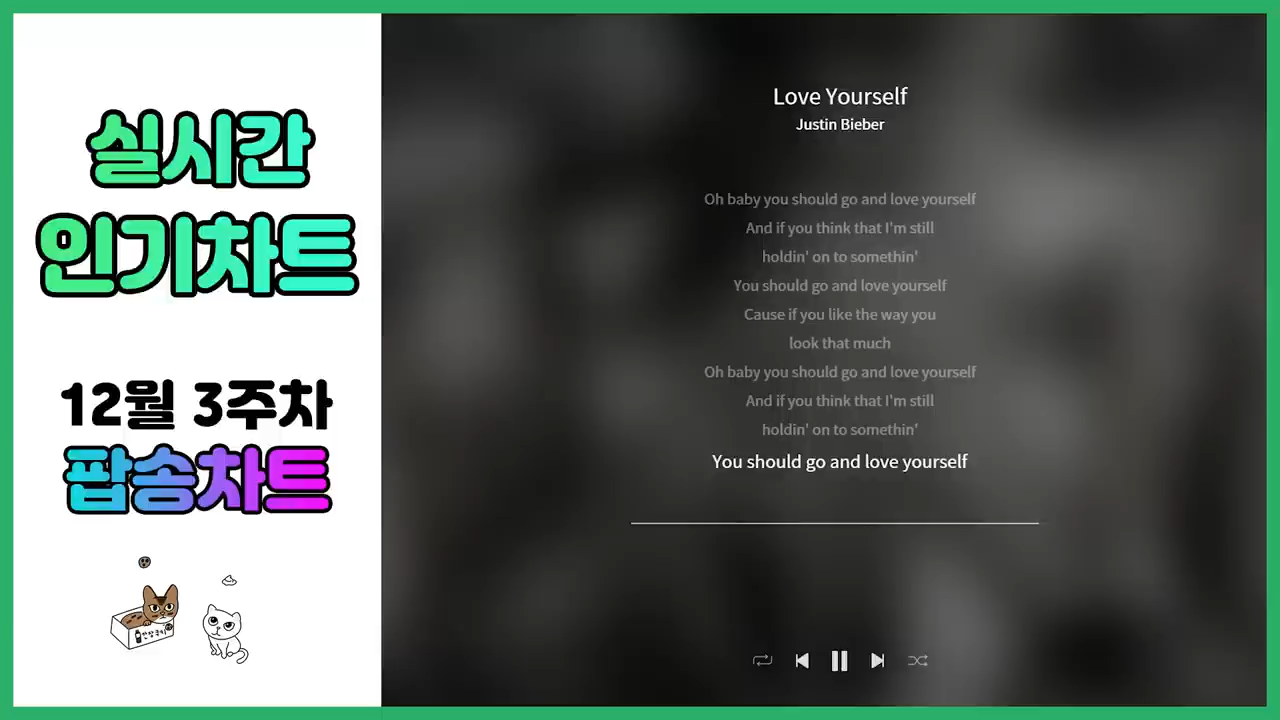 실시간
인기차트
12월 3주차
팝송차트
Love Yourself
Justin Bieber
Oh baby you should go and love yourself
And if you think that I'm still
holdin' on to somethin'
You should go and love yourself
Cause if you like the way you
look that much
Oh baby you should go and love yourself
And if you think that I'm still
holdin' on to somethin'
You should go and love yourself